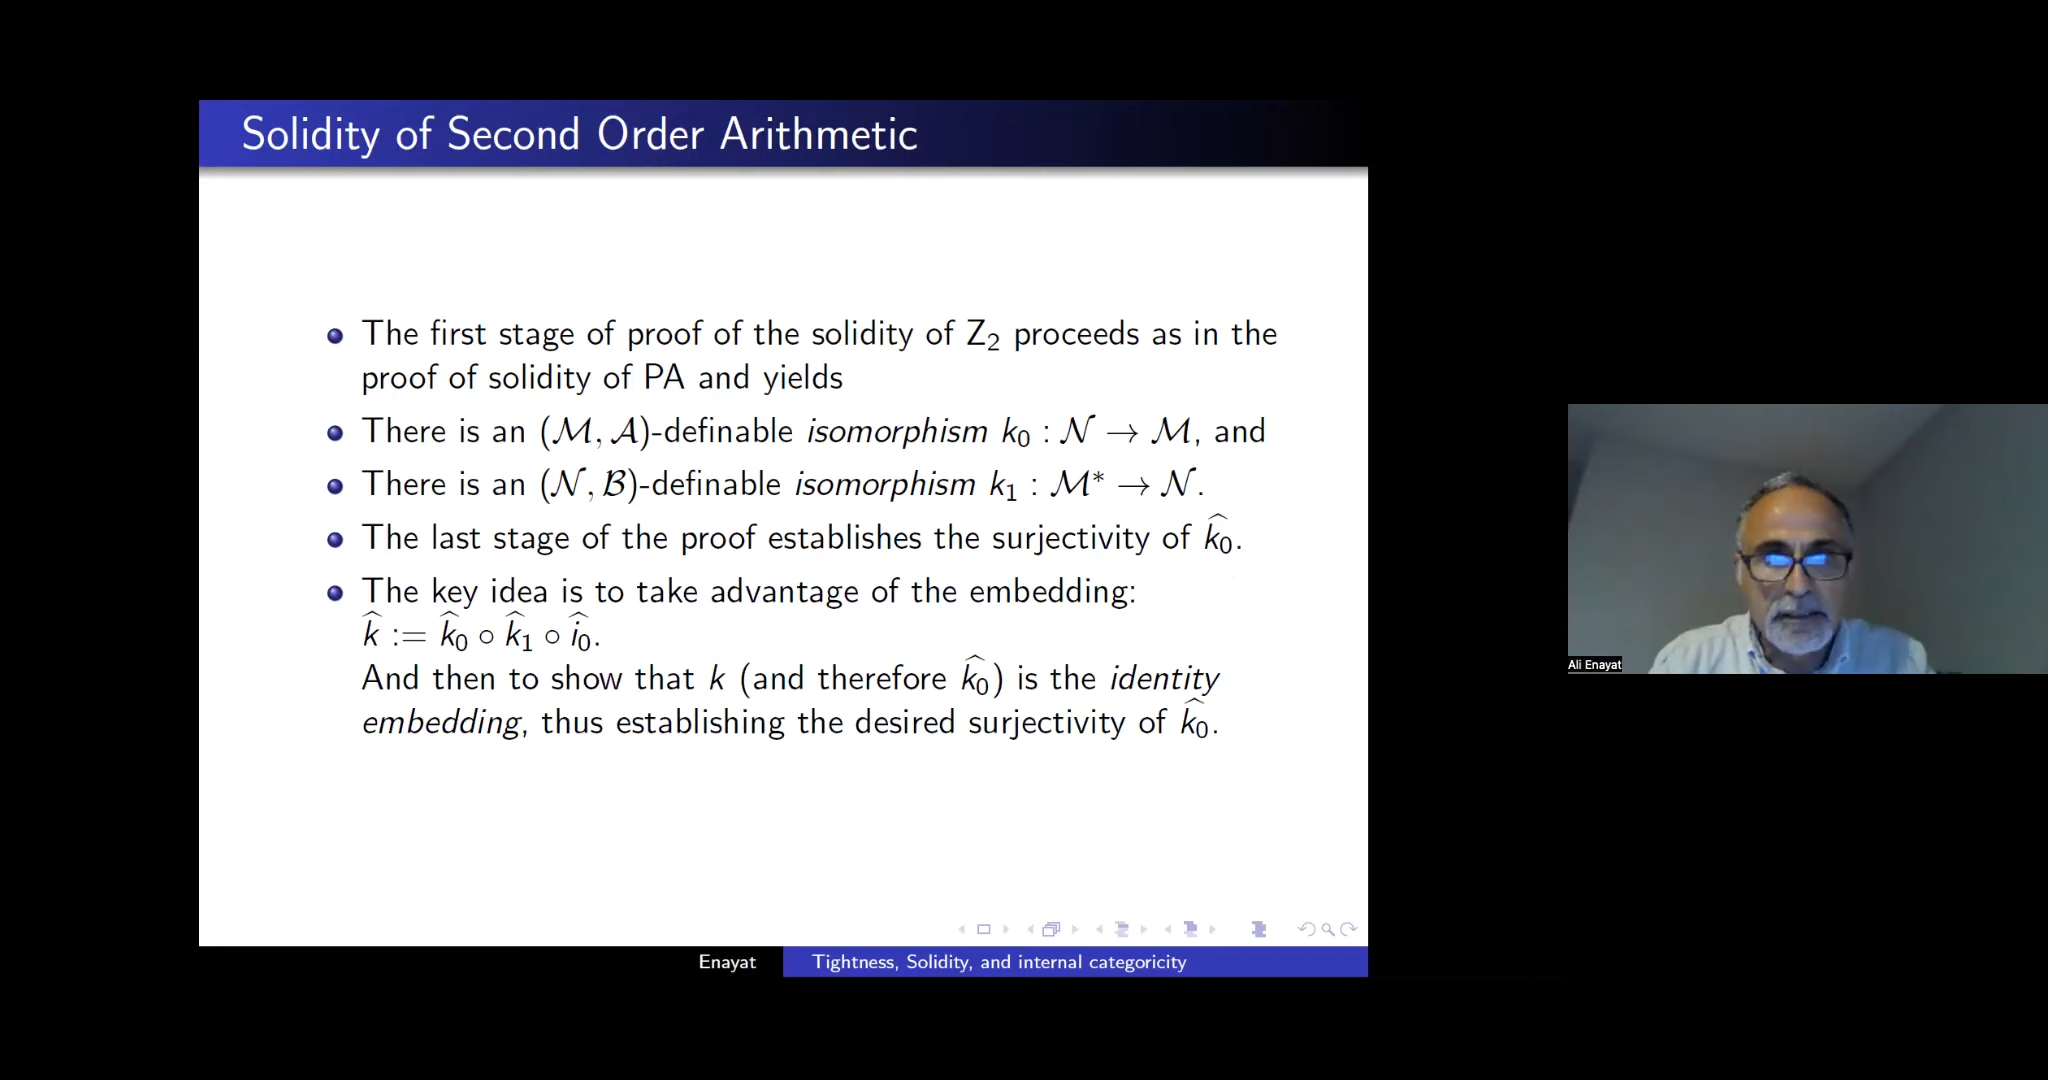 Solidity of Second Order Arithmetic
The first stage of proof of the solidity of Z₂ proceeds as in the
proof of solidity of PA and yields
There is an (ℳ, 𝒜)-definable isomorphism k₀ : 𝒩 → ℳ, and
There is an (𝒩, ℬ)-definable isomorphism k₁ : ℳ* → 𝒩.
The last stage of the proof establishes the surjectivity of k̂₀.
The key idea is to take advantage of the embedding:
k̂ := k̂₀ ∘ k̂₁ ∘ î₀.
And then to show that k (and therefore k̂₀) is the identity
embedding, thus establishing the desired surjectivity of k̂₀.
Ali Enayat
Enayat Tightness, Solidity, and internal categoricity